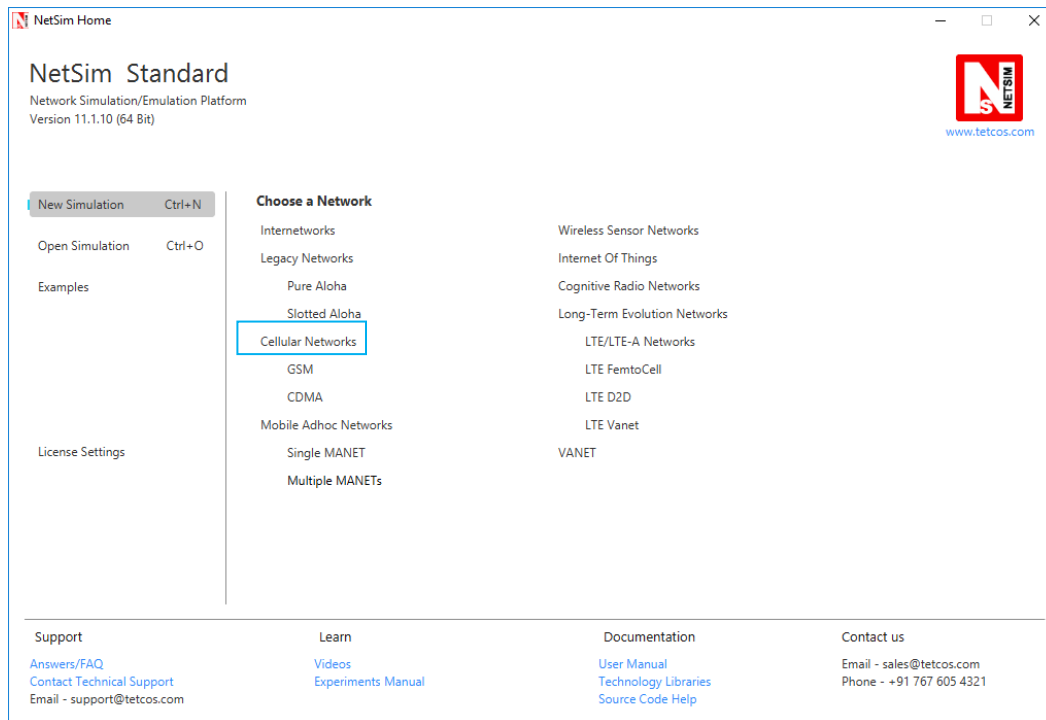 NetSim Home
NetSim Standard
Network Simulation/Emulation Platform
Version 11.1.10 (64 Bit)
NETSIM
www.tetcos.com
New Simulation Ctrl+N
Open Simulation Ctrl+O
Examples
License Settings
Choose a Network
Internetworks
Legacy Networks
Pure Aloha
Slotted Aloha
Cellular Networks
GSM
CDMA
Mobile Adhoc Networks
Single MANET
Multiple MANETs
Wireless Sensor Networks
Internet Of Things
Cognitive Radio Networks
Long-Term Evolution Networks
LTE/LTE-A Networks
LTE FemtoCell
LTE D2D
LTE Vanet
VANET
Support
Answers/FAQ
Contact Technical Support
Email - support@tetcos.com
Learn
Videos
Experiments Manual
Documentation
User Manual
Technology Libraries
Source Code Help
Contact us
Email - sales@tetcos.com
Phone - +91 767 605 4321